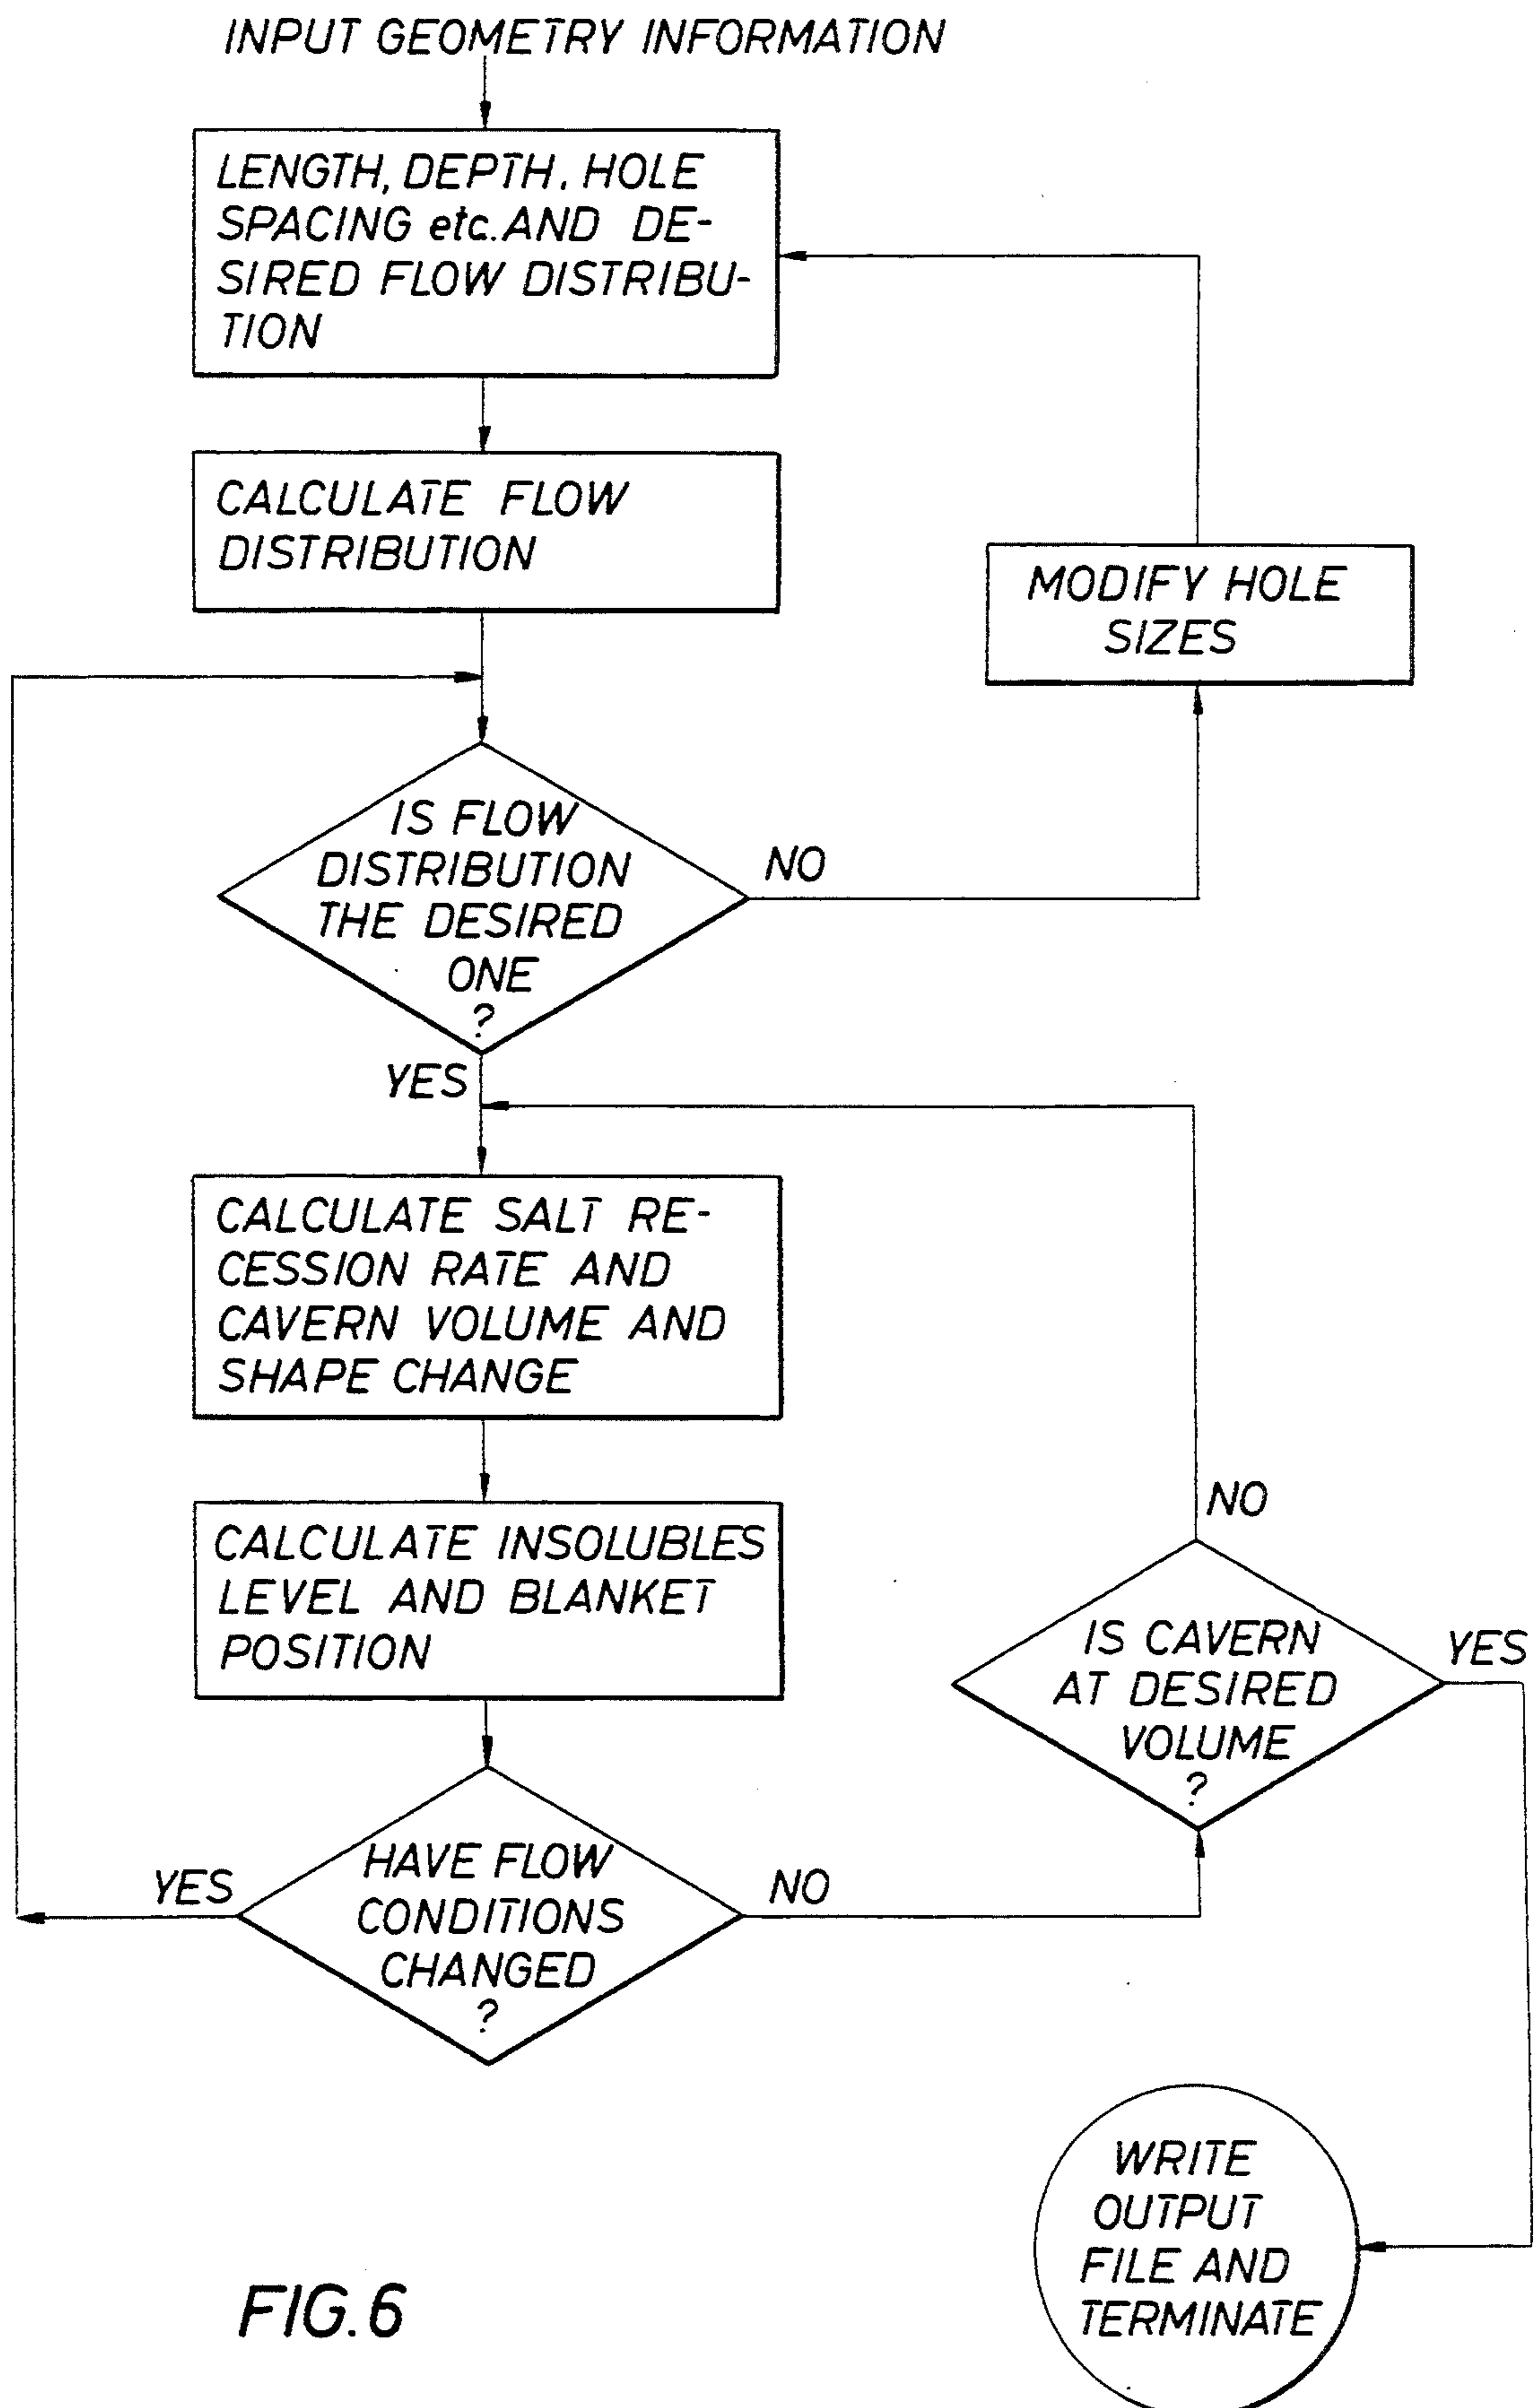 INPUT GEOMETRY INFORMATION
LENGTH, DEPTH. HOLE
SPACING etc. AND DE-
SIRED FLOW DISTRIBU-
TION
CALCULATE FLOW
DISTRIBUTION
MODIFY HOLE
SIZES
IS FLOW
DISTRIBUTION
THE DESIRED
ONE
?
NO
YES
CALCULATE SALT RE-
CESSION RATE AND
CAVERN VOLUME AND
SHAPE CHANGE
CALCULATE INSOLUBLES
LEVEL AND BLANKET
POSITION
NO
IS CAVERN
AT DESIRED
VOLUME
?
YES
HAVE FLOW
CONDITIONS
CHANGED
?
YES
NO
WRITE
OUTPUT
FILE AND
TERMINATE
FIG. 6